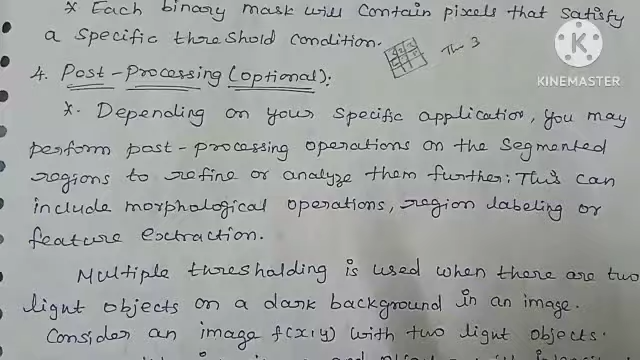 * Each binary mask will contain pixels that satisfy
a specific threshold condition.
Th= 3
K
KINEMASTER
4. Post-Processing (optional):
*. Depending on your specific application, you may
perform post-processing operations on the segmented
regions to refine or analyze them further. This can
include morphological operations, region labeling or
feature extraction.
Multiple thresholding is used when there are two
light objects on a dark background in an image.
Consider an image f(x,y) with two light objects.